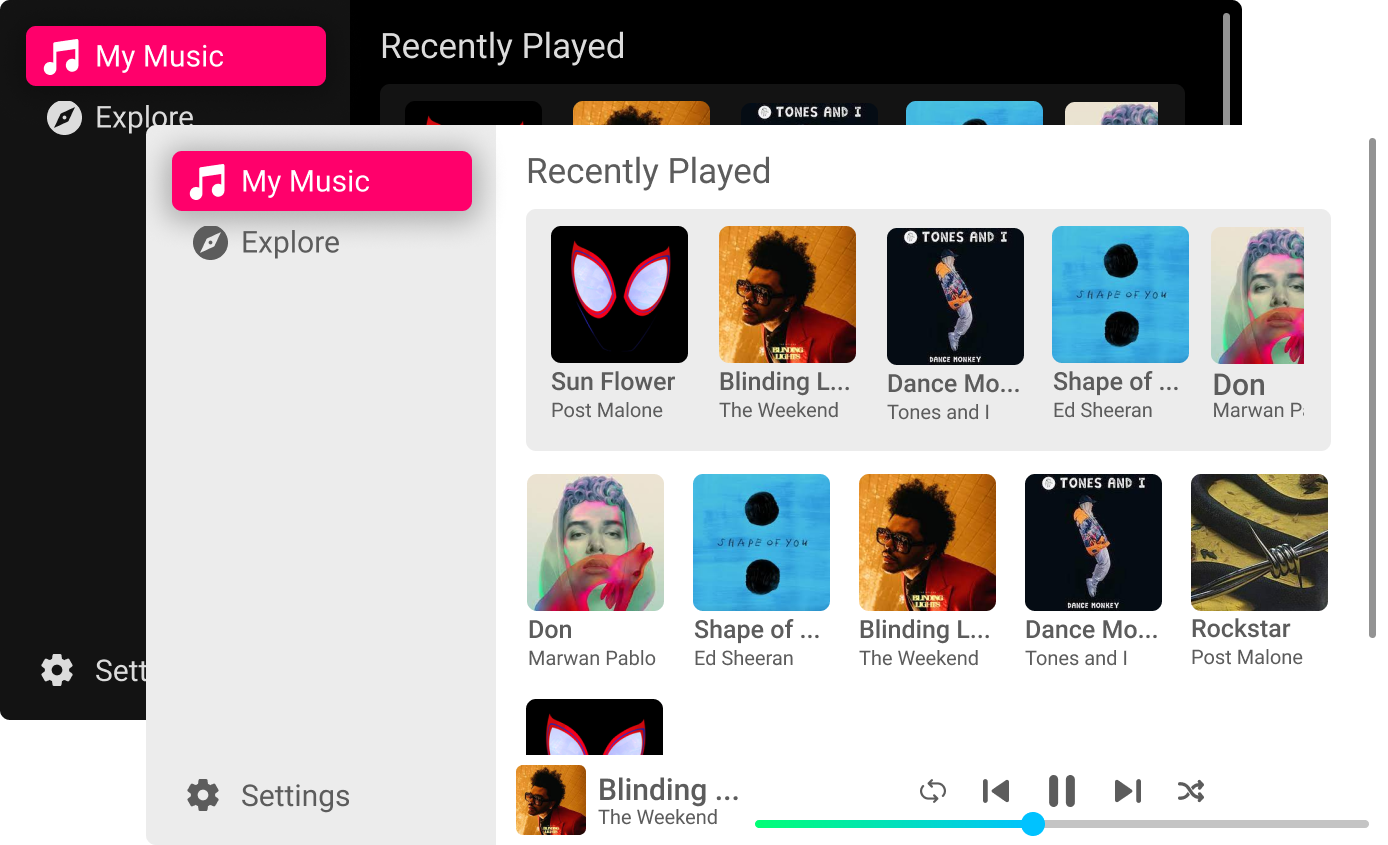 My Music
Explore
Recently Played
TONES AND I
My Music
Explore
Recently Played
TONES AND I
SHAPE OF YOU
BLINDING
LIGHTS
DANCE MONKEY
Sun Flower
Blinding L...
Dance Mo...
Shape of ...
Don
Post Malone
The Weekend
Tones and I
Ed Sheeran
Marwan
TONES AND I
SHAPE OF YOU
BLINDING
LIGHTS
DANCE MONKEY
Don
Shape of ...
Blinding L...
Dance Mo...
Rockstar
Marwan Pablo
Ed Sheeran
The Weekend
Tones and I
Post Malone
Sett
Settings
Blinding ...
The Weekend